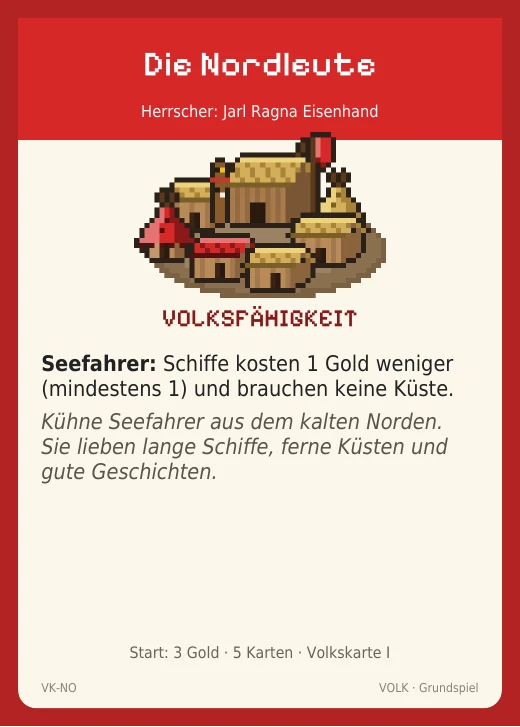 Die Nordleute
Herrscher: Jarl Ragna Eisenhand
VOLKSFÄHIGKEIT
Seefahrer: Schiffe kosten 1 Gold weniger
(mindestens 1) und brauchen keine Küste.
Kühne Seefahrer aus dem kalten Norden.
Sie lieben lange Schiffe, ferne Küsten und
gute Geschichten.
Start: 3 Gold · 5 Karten · Volkskarte I
VK-NO
VOLK · Grundspiel